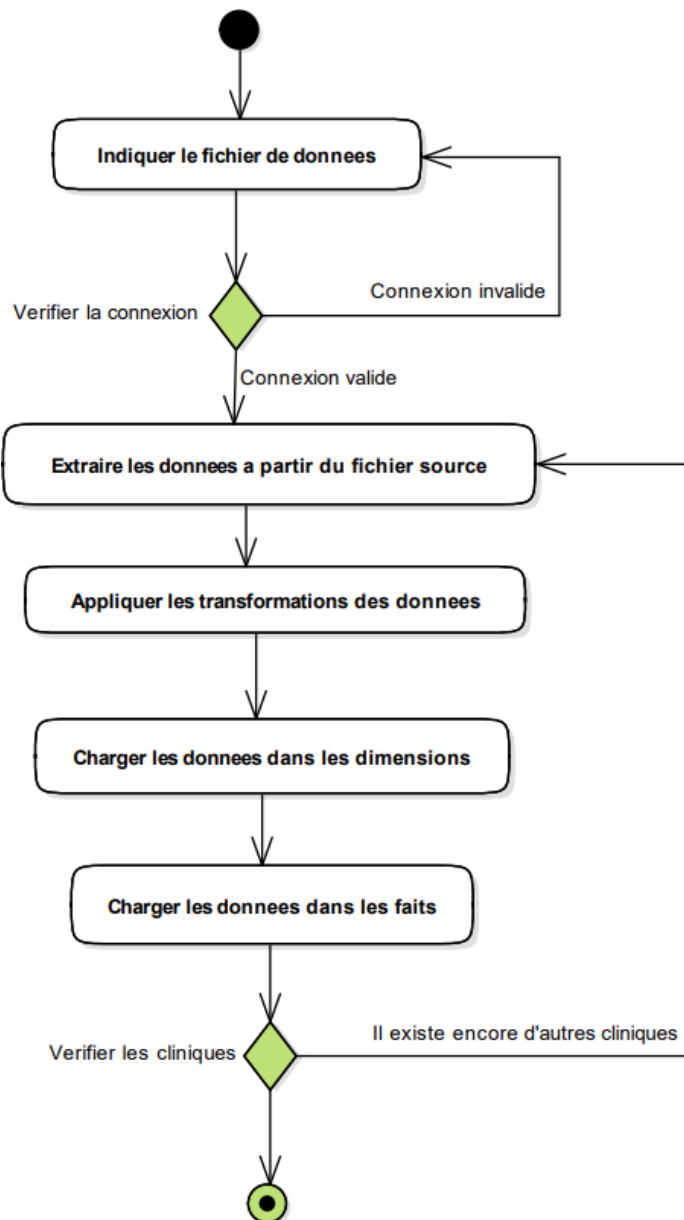 Indiquer le fichier de donnees
Connexion invalide
Verifier la connexion
Connexion valide
Extraire les donnees a partir du fichier source
Appliquer les transformations des donnees
Charger les donnees dans les dimensions
Charger les donnees dans les faits
Il existe encore d'autres cliniques
Verifier les cliniques